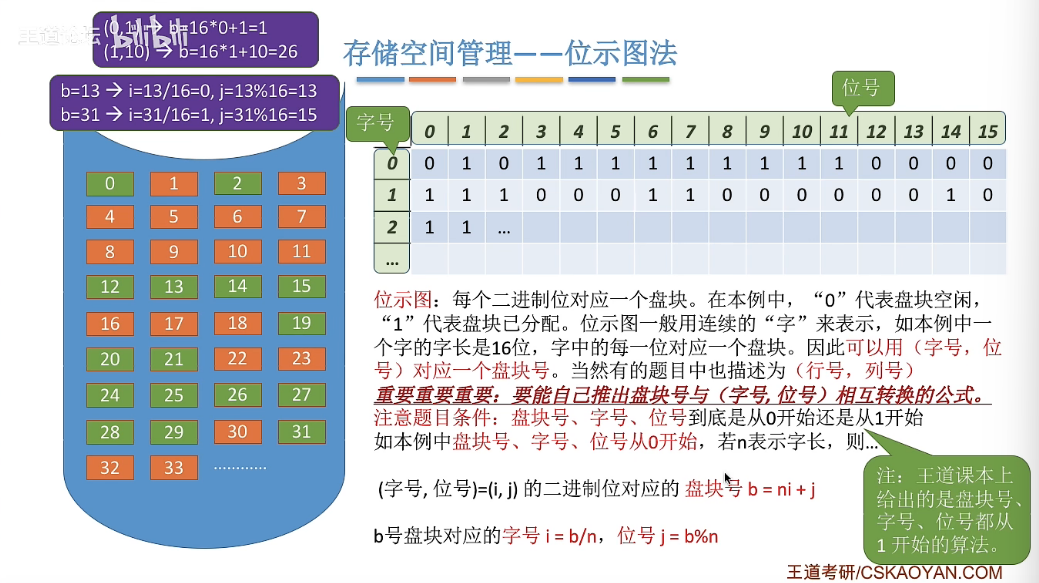 王道论坛 bilibili
(0,1) → b=16*0+1=1
(1,10) → b=16*1+10=26
b=13 → i=13/16=0, j=13%16=13
b=31 → i=31/16=1, j=31%16=15
存储空间管理——位示图法
位号
字号
0 1 2 3 4 5 6 7 8 9 10 11 12 13 14 15
0 0 1 0 1 1 1 1 1 1 1 1 1 0 0 0 0
1 1 1 1 0 0 0 1 1 0 0 0 0 0 0 1 0
2 1 1 ...
...
0 1 2 3
4 5 6 7
8 9 10 11
12 13 14 15
16 17 18 19
20 21 22 23
24 25 26 27
28 29 30 31
32 33 …………
位示图：每个二进制位对应一个盘块。在本例中，“0”代表盘块空闲，
“1”代表盘块已分配。位示图一般用连续的“字”来表示，如本例中一
个字的字长是16位，字中的每一位对应一个盘块。因此可以用（字号，位
号）对应一个盘块号。当然有的题目中也描述为（行号，列号）
重要重要重要：要能自己推出盘块号与（字号, 位号）相互转换的公式。
注意题目条件：盘块号、字号、位号到底是从0开始还是从1开始
如本例中盘块号、字号、位号从0开始，若n表示字长，则...
(字号, 位号)=(i, j) 的二进制位对应的 盘块号 b = ni + j
b号盘块对应的字号 i = b/n，位号 j = b%n
注：王道课本上
给出的是盘块号、
字号、位号都从
1 开始的算法。
王道考研/CSKAOYAN.COM